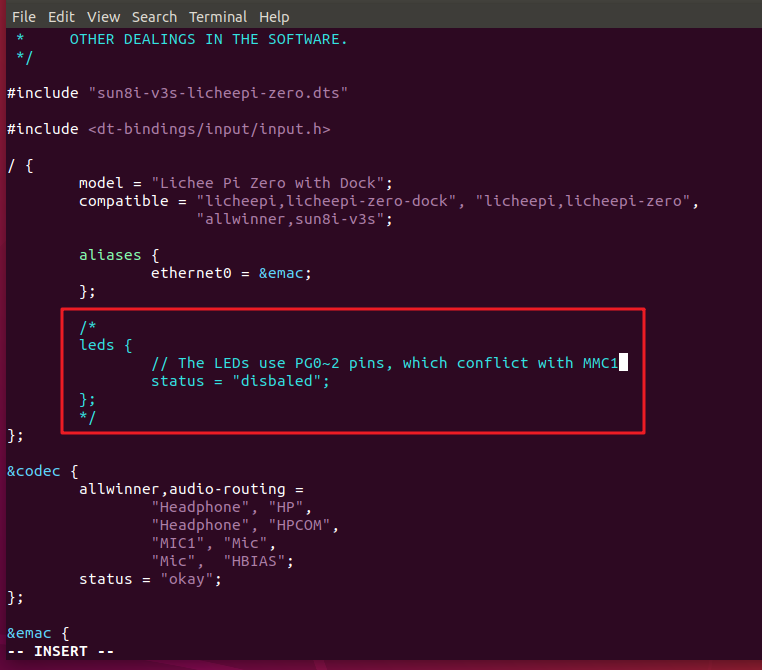 File Edit View Search Terminal Help
 *     OTHER DEALINGS IN THE SOFTWARE.
 */
#include "sun8i-v3s-licheepi-zero.dts"
#include <dt-bindings/input/input.h>
/ {
        model = "Lichee Pi Zero with Dock";
        compatible = "licheepi,licheepi-zero-dock", "licheepi,licheepi-zero",
                     "allwinner,sun8i-v3s";
        aliases {
                ethernet0 = &emac;
        };
        /*
        leds {
                // The LEDs use PG0~2 pins, which conflict with MMC1
                status = "disbaled";
        };
        */
};
&codec {
        allwinner,audio-routing =
                "Headphone", "HP",
                "Headphone", "HPCOM",
                "MIC1", "Mic",
                "Mic",  "HBIAS";
        status = "okay";
};
&emac {
-- INSERT --